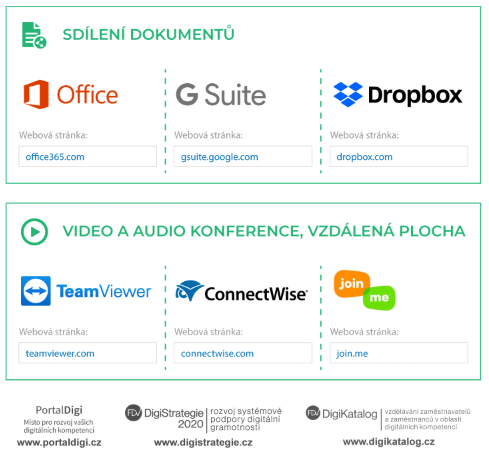 SDÍLENÍ DOKUMENTŮ
Office
G Suite
Dropbox
Webová stránka:
Webová stránka:
Webová stránka:
office365.com
gsuite.google.com
dropbox.com
VIDEO A AUDIO KONFERENCE, VZDÁLENÁ PLOCHA
TeamViewer
ConnectWise®
join
me
Webová stránka:
Webová stránka:
Webová stránka:
teamviewer.com
connectwise.com
join.me
PortalDigi
Místo pro rozvoj vašich
digitálních kompetencí
www.portaldigi.cz
FDV DigiStrategie
2020
rozvoj systémové
podpory digitální
gramotnosti
www.digistrategie.cz
FDV DigiKatalog
vzdělávání zaměstnavatelů
a zaměstnanců v oblasti
digitálních kompetencí
www.digikatalog.cz